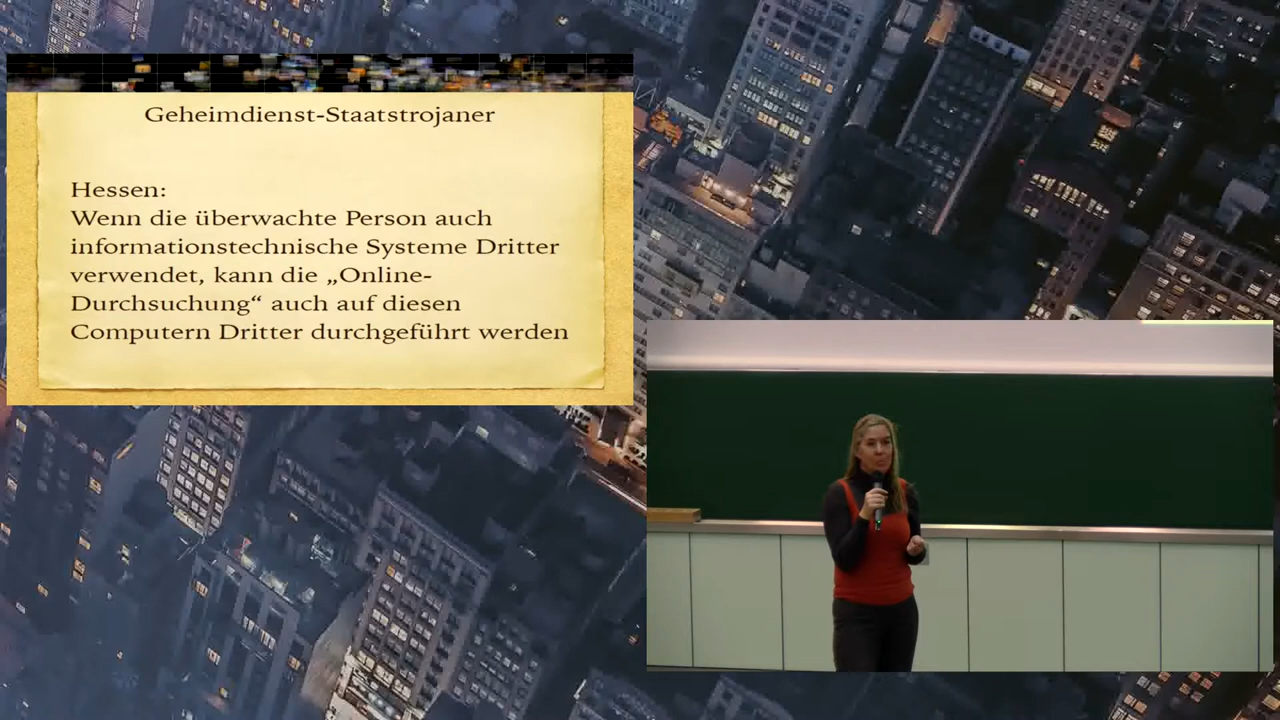 Geheimdienst-Staatstrojaner
Hessen:
Wenn die überwachte Person auch
informationstechnische Systeme Dritter
verwendet, kann die „Online-
Durchsuchung“ auch auf diesen
Computern Dritter durchgeführt werden